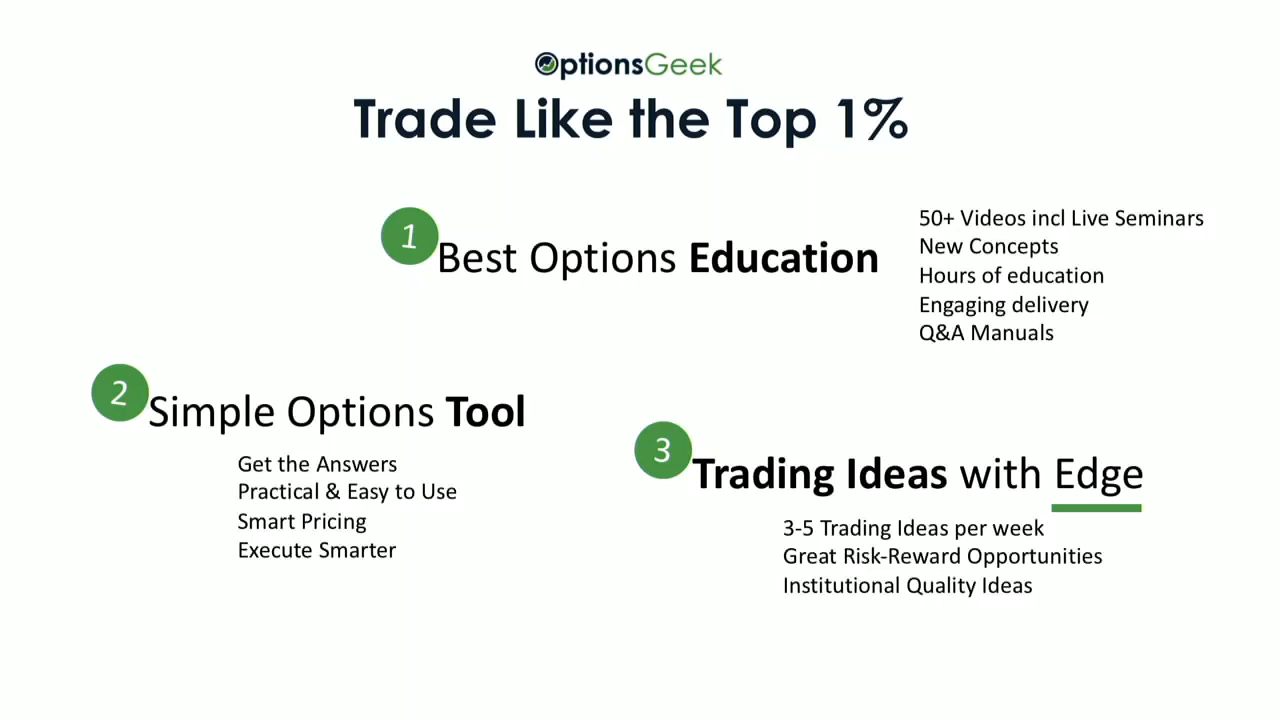 OptionsGeek
Trade Like the Top 1%
1
Best Options Education
50+ Videos incl Live Seminars
New Concepts
Hours of education
Engaging delivery
Q&A Manuals
2
Simple Options Tool
Get the Answers
Practical & Easy to Use
Smart Pricing
Execute Smarter
3
Trading Ideas with Edge
3-5 Trading Ideas per week
Great Risk-Reward Opportunities
Institutional Quality Ideas